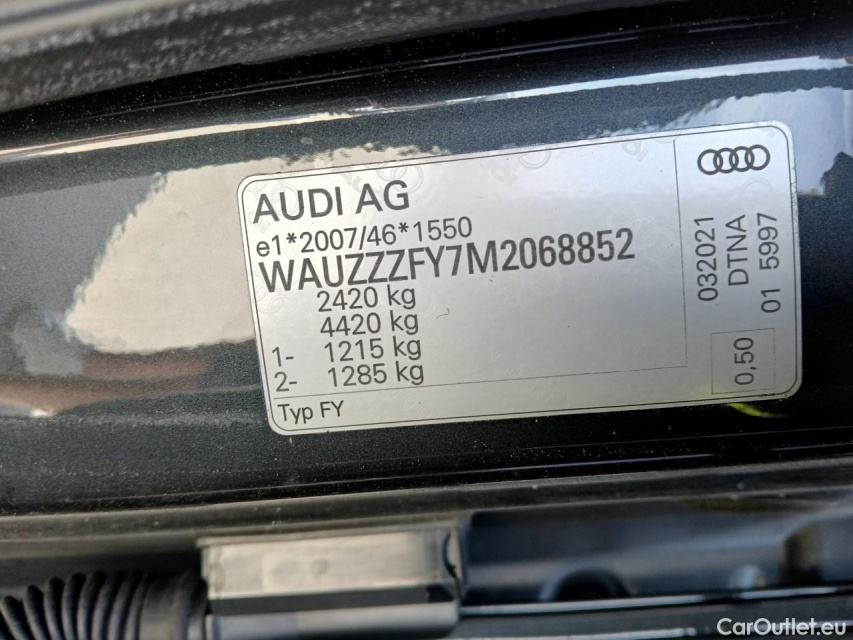 AUDI AG
e1*2007/46*1550
WAUZZZFY7M2068852
2420 kg
4420 kg
1- 1215 kg
2- 1285 kg
Typ FY
032021
DTNA
01 5997
0,50
CarOutlet.eu